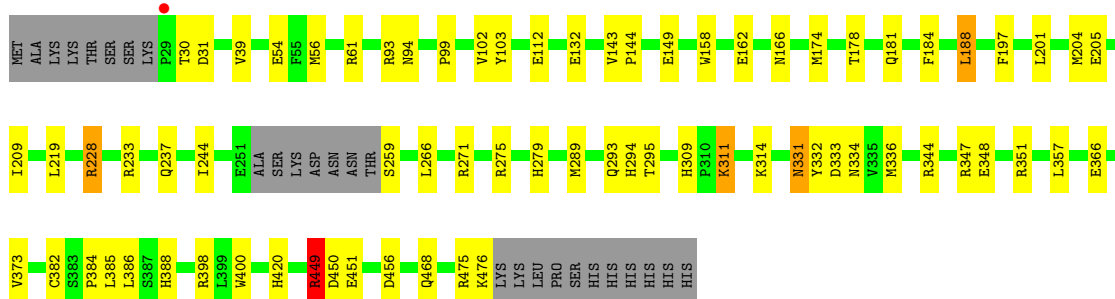 MET ALA LYS LYS THR SER SER LYS P29 T30 D31 V39 E54 F55 M56 R61 R93 N94 P99 V102 Y103 E112 E132 V143 P144 E149 W158 E162 N166 M174 T178 Q181 F184 L188 F197 L201 M204 E205
I209 L219 R228 R233 Q237 I244 E251 ALA SER LYS ASP ASN ASN THR S259 L266 R271 R275 H279 M289 Q293 H294 T295 H309 P310 K311 K314 N331 Y332 D333 N334 V335 M336 R344 R347 E348 R351 L357 E366
V373 C382 S383 P384 L385 L386 S387 H388 R398 L399 W400 H420 R449 D450 E451 D456 Q468 R475 K476 LYS LYS LEU PRO SER HIS HIS HIS HIS HIS HIS